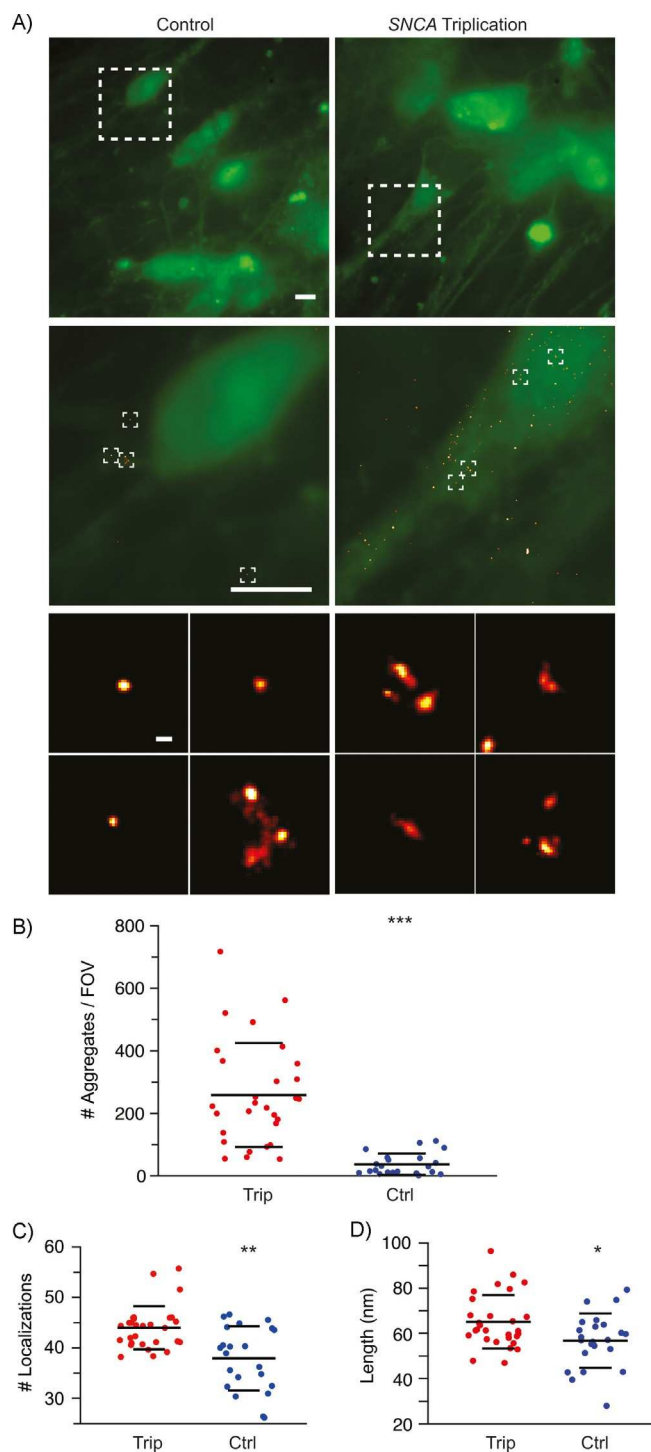 A)
Control
SNCA Triplication
B)
***
800
600
400
200
0
# Aggregates / FOV
Trip
Ctrl
C)
**
60
50
40
30
# Localizations
Trip
Ctrl
D)
*
100
80
60
40
20
Length (nm)
Trip
Ctrl